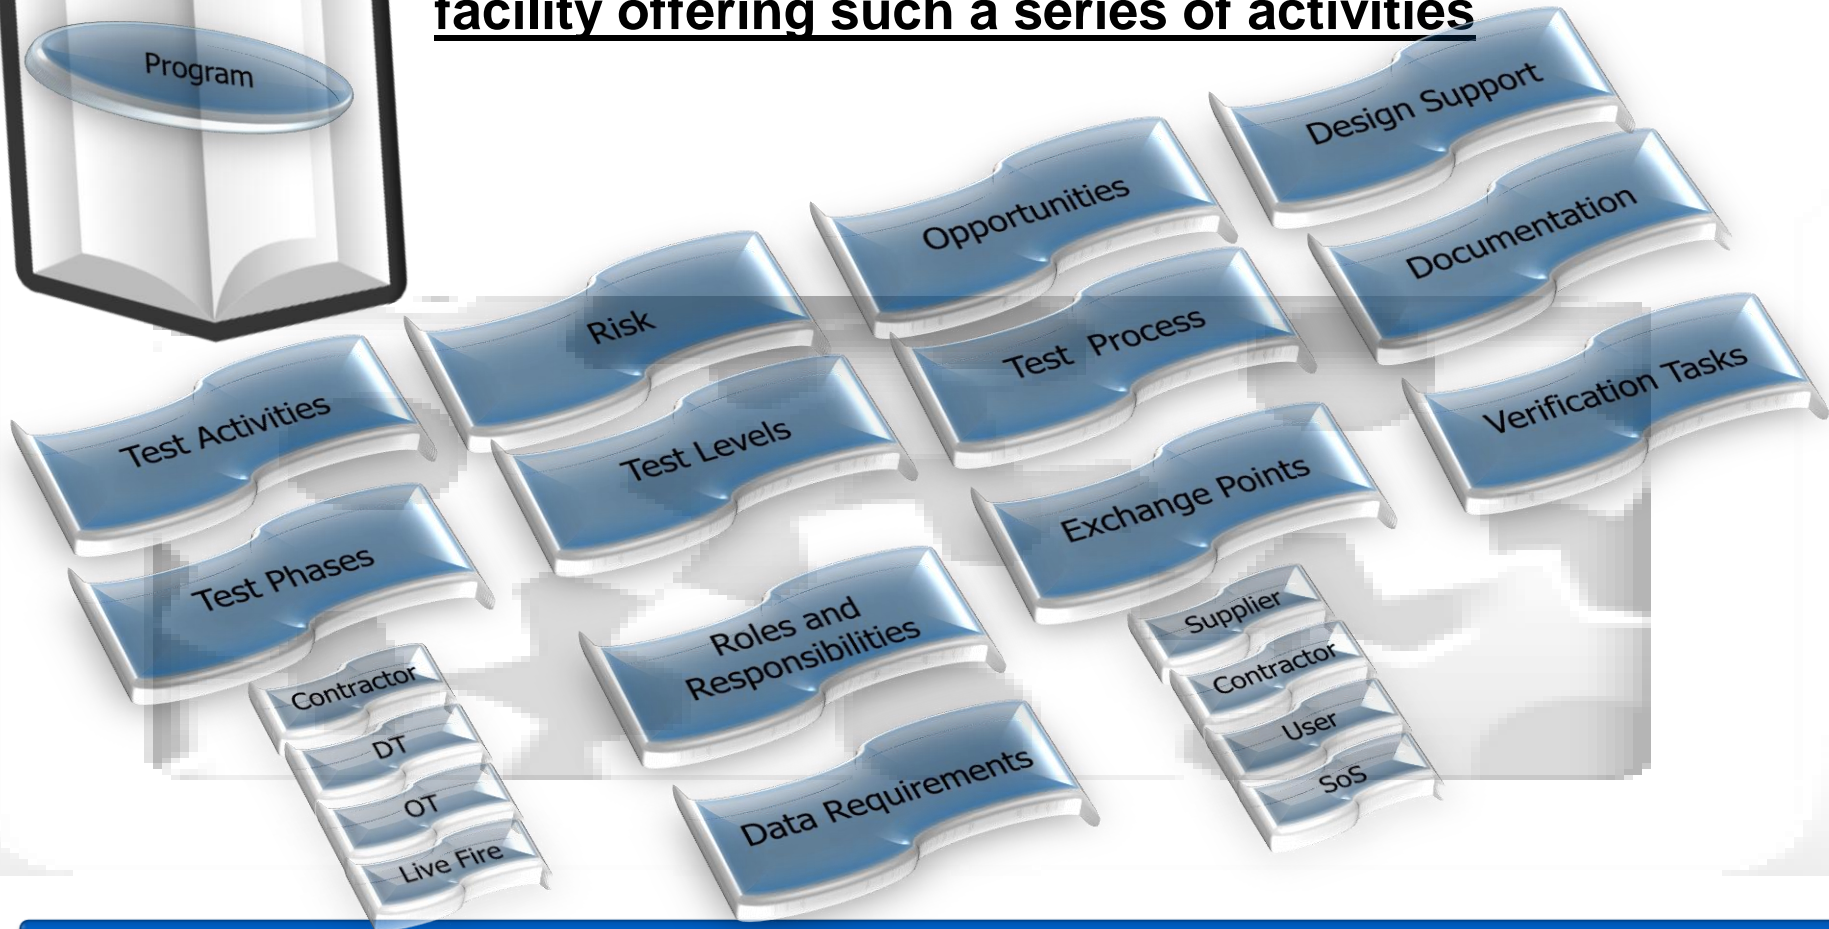 facility offering such a series of activities
Program
Design Support
Opportunities
Documentation
Risk
Test Process
Verification Tasks
Test Activities
Test Levels
Exchange Points
Test Phases
Roles and
Responsibilities
Supplier
Contractor
User
SoS
Contractor
DT
OT
Live Fire
Data Requirements